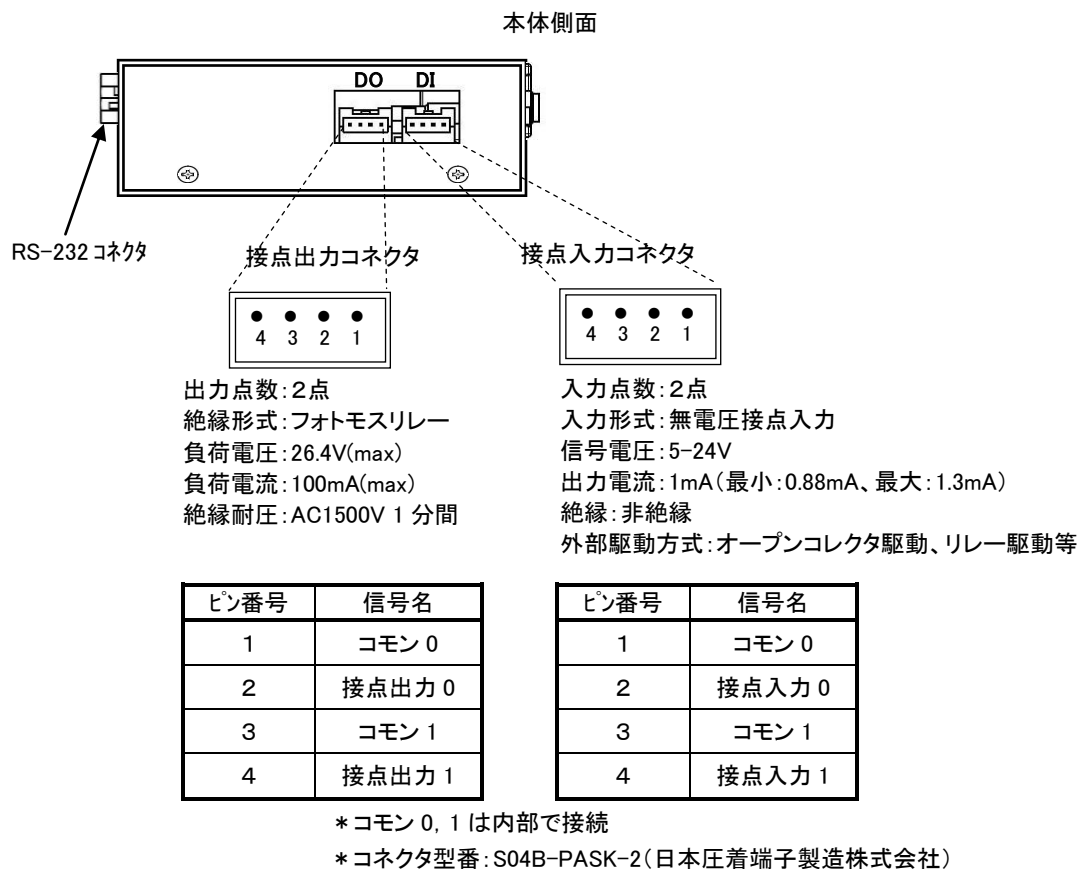 本体側面
DO DI
RS-232 コネクタ
接点出力コネクタ
接点入力コネクタ
4 3 2 1
4 3 2 1
出力点数:2点
絶縁形式:フォトモスリレー
負荷電圧:26.4V(max)
負荷電流:100mA(max)
絶縁耐圧:AC1500V 1 分間
入力点数:2点
入力形式:無電圧接点入力
信号電圧:5-24V
出力電流:1mA(最小:0.88mA、最大:1.3mA)
絶縁:非絶縁
外部駆動方式:オープンコレクタ駆動、リレー駆動等
ピン番号 信号名
1 コモン 0
2 接点出力 0
3 コモン 1
4 接点出力 1
ピン番号 信号名
1 コモン 0
2 接点入力 0
3 コモン 1
4 接点入力 1
*コモン 0, 1 は内部で接続
*コネクタ型番:S04B-PASK-2(日本圧着端子製造株式会社)